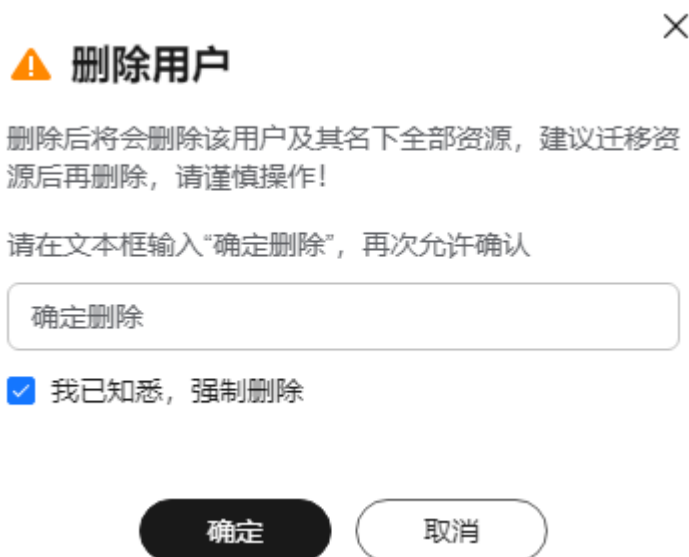 删除用户
删除后将会删除该用户及其名下全部资源，建议迁移资
源后再删除，请谨慎操作！
请在文本框输入“确定删除”，再次允许确认
确定删除
我已知悉，强制删除
确定
取消